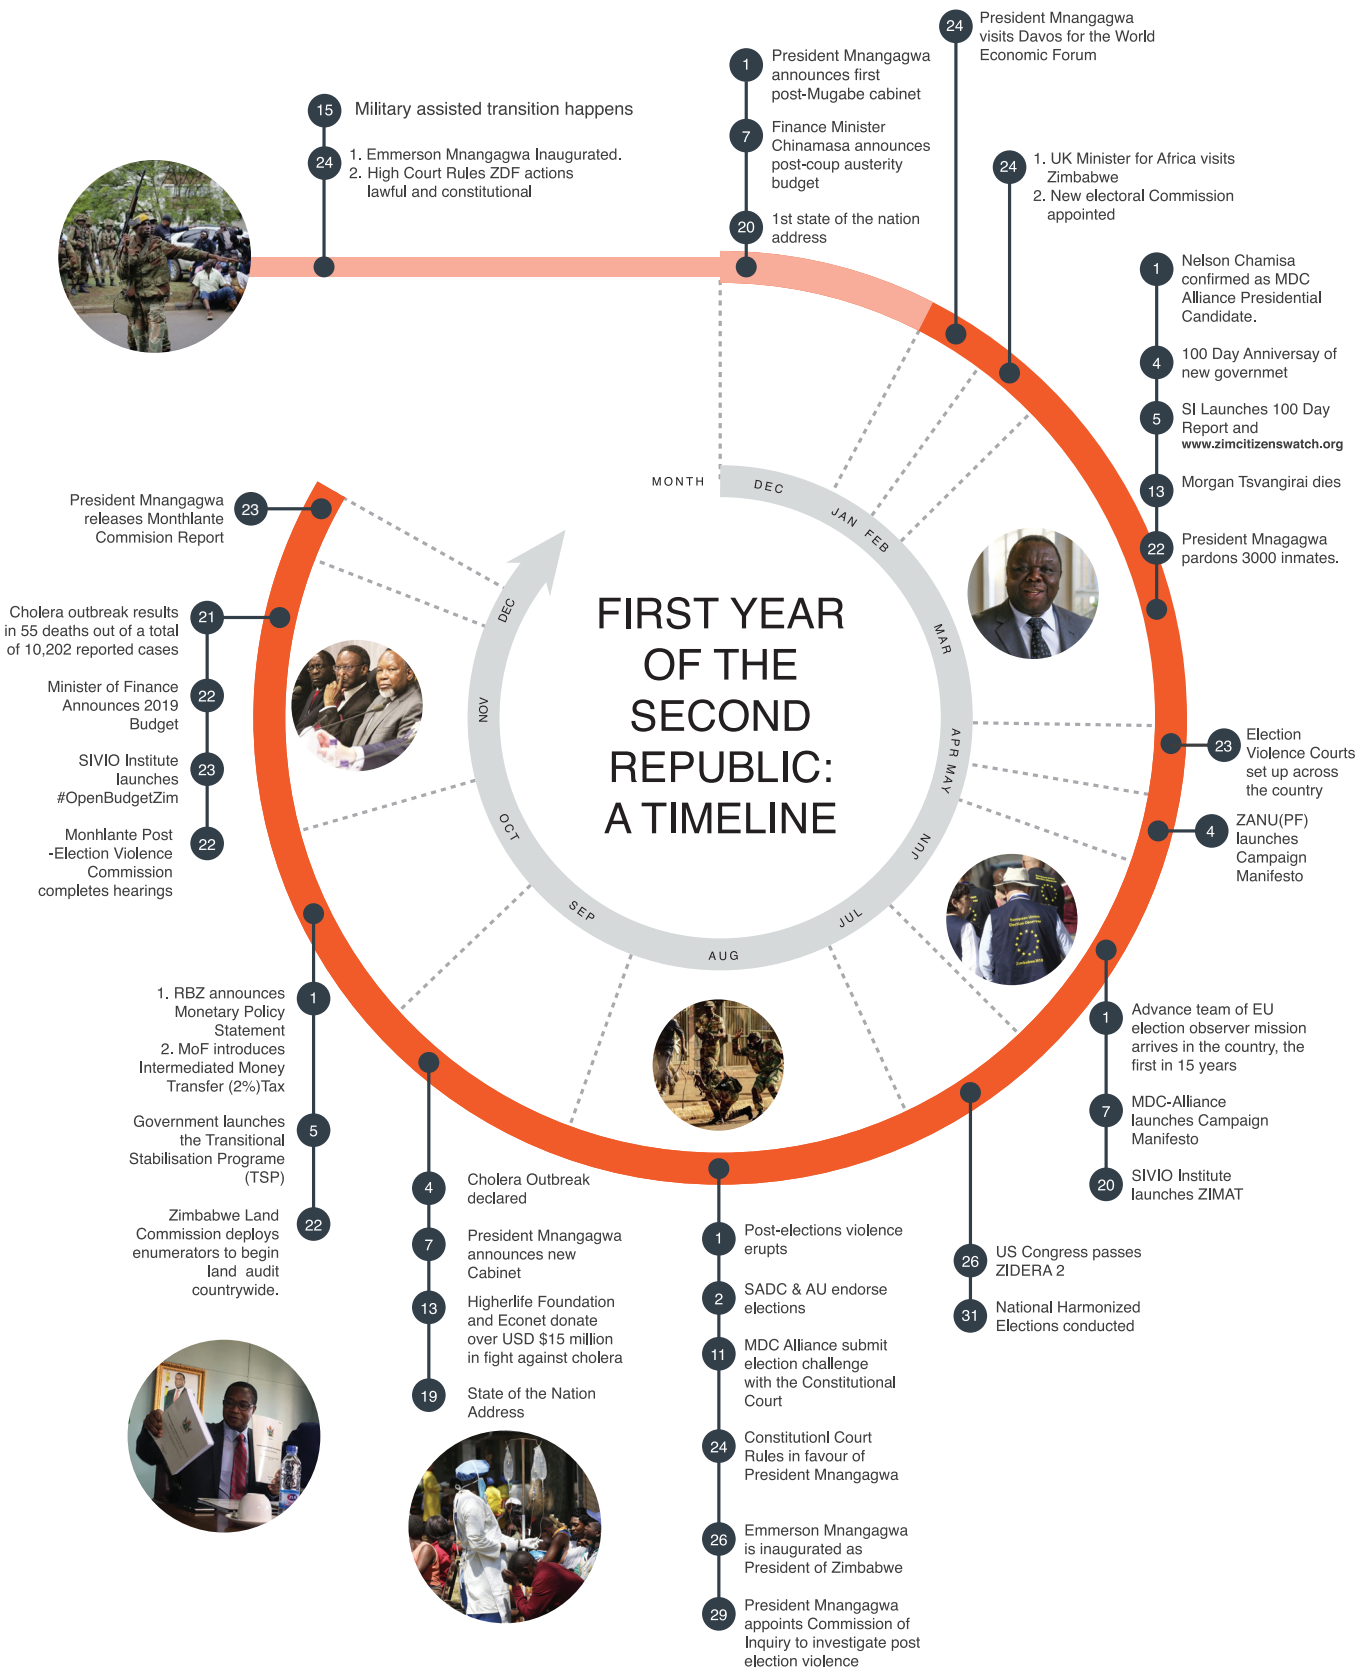 FIRST YEAR
OF THE
SECOND
REPUBLIC:
A TIMELINE
MONTH
DEC
JAN
FEB
MAR
APR
MAY
JUN
JUL
AUG
SEP
OCT
NOV
DEC
15
Military assisted transition happens
24
1. Emmerson Mnangagwa Inaugurated.
2. High Court Rules ZDF actions
lawful and constitutional
1
President Mnangagwa
announces first
post-Mugabe cabinet
7
Finance Minister
Chinamasa announces
post-coup austerity
budget
20
1st state of the nation
address
24
President Mnangagwa
visits Davos for the World
Economic Forum
24
1. UK Minister for Africa visits
Zimbabwe
2. New electoral Commission
appointed
1
Nelson Chamisa
confirmed as MDC
Alliance Presidential
Candidate.
4
100 Day Anniversay of
new governmet
5
SI Launches 100 Day
Report and
www.zimcitizenswatch.org
13
Morgan Tsvangirai dies
22
President Mnagagwa
pardons 3000 inmates.
23
Election
Violence Courts
set up across
the country
4
ZANU(PF)
launches
Campaign
Manifesto
1
Advance team of EU
election observer mission
arrives in the country, the
first in 15 years
7
MDC-Alliance
launches Campaign
Manifesto
20
SIVIO Institute
launches ZIMAT
26
US Congress passes
ZIDERA 2
31
National Harmonized
Elections conducted
1
Post-elections violence
erupts
2
SADC & AU endorse
elections
11
MDC Alliance submit
election challenge
with the Constitutional
Court
24
Constitutionl Court
Rules in favour of
President Mnangagwa
26
Emmerson Mnangagwa
is inaugurated as
President of Zimbabwe
29
President Mnangagwa
appoints Commission of
Inquiry to investigate post
election violence
4
Cholera Outbreak
declared
7
President Mnangagwa
announces new
Cabinet
13
Higherlife Foundation
and Econet donate
over USD $15 million
in fight against cholera
19
State of the Nation
Address
1
1. RBZ announces
Monetary Policy
Statement
2. MoF introduces
Intermediated Money
Transfer (2%)Tax
5
Government launches
the Transitional
Stabilisation Programe
(TSP)
22
Zimbabwe Land
Commission deploys
enumerators to begin
land audit
countrywide.
21
Cholera outbreak results
in 55 deaths out of a total
of 10,202 reported cases
22
Minister of Finance
Announces 2019
Budget
23
SIVIO Institute
launches
#OpenBudgetZim
22
Monhlante Post
-Election Violence
Commission
completes hearings
23
President Mnangagwa
releases Monthlante
Commision Report